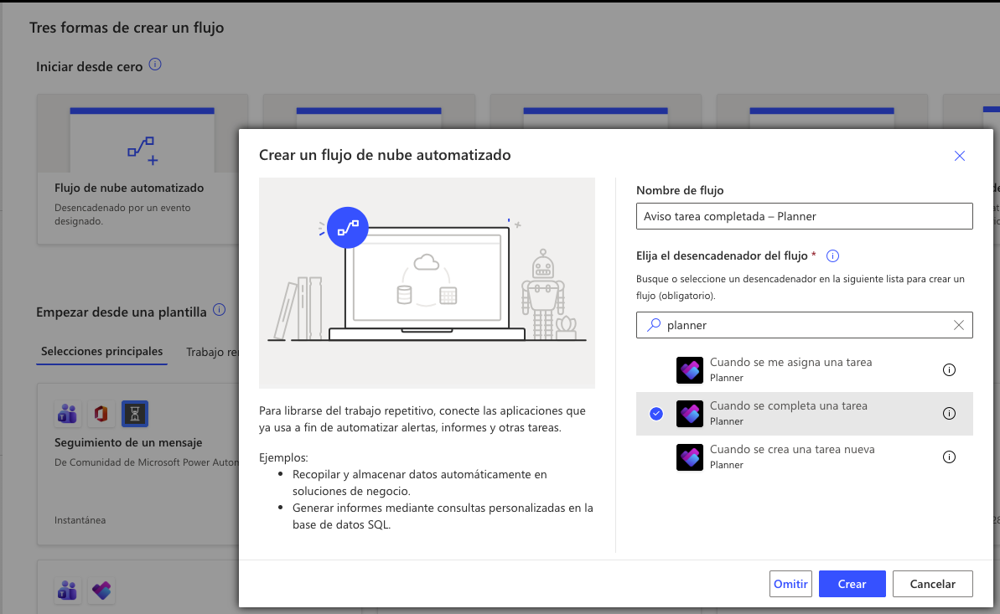 Tres formas de crear un flujo
Iniciar desde cero
Flujo de nube automatizado
Desencadenado por un evento
designado.
Empezar desde una plantilla
Selecciones principales
Trabajo re
Seguimiento de un mensaje
De Comunidad de Microsoft Power Autom
Instantánea
Crear un flujo de nube automatizado
Para librarse del trabajo repetitivo, conecte las aplicaciones que
ya usa a fin de automatizar alertas, informes y otras tareas.
Ejemplos:
• Recopilar y almacenar datos automáticamente en
soluciones de negocio.
• Generar informes mediante consultas personalizadas en la
base de datos SQL.
Nombre de flujo
Aviso tarea completada – Planner
Elija el desencadenador del flujo *
Busque o seleccione un desencadenador en la siguiente lista para crear un
flujo (obligatorio).
planner
Cuando se me asigna una tarea
Planner
Cuando se completa una tarea
Planner
Cuando se crea una tarea nueva
Planner
Omitir
Crear
Cancelar